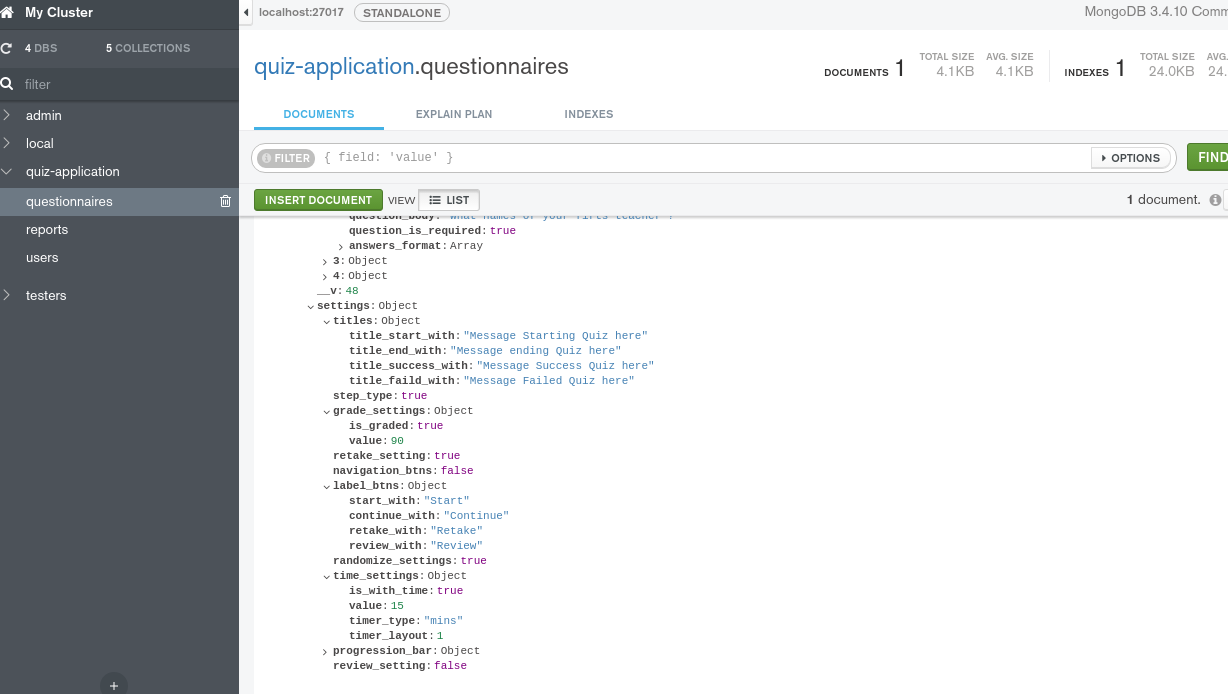 My Cluster
localhost:27017 STANDALONE
MongoDB 3.4.10 Comm
4 DBS 5 COLLECTIONS
filter
admin
local
quiz-application
questionnaires
reports
users
testers
+
quiz-application.questionnaires
DOCUMENTS 1 TOTAL SIZE 4.1KB AVG. SIZE 4.1KB
INDEXES 1 TOTAL SIZE 24.0KB AVG. 24.
DOCUMENTS EXPLAIN PLAN INDEXES
FILTER { field: 'value' } OPTIONS FIND
INSERT DOCUMENT VIEW LIST 1 document.
question_body: "What names of your firts teacher ?
question_is_required: true
answers_format: Array
3: Object
4: Object
__v: 48
settings: Object
titles: Object
title_start_with: "Message Starting Quiz here"
title_end_with: "Message ending Quiz here"
title_success_with: "Message Success Quiz here"
title_faild_with: "Message Failed Quiz here"
step_type: true
grade_settings: Object
is_graded: true
value: 90
retake_setting: true
navigation_btns: false
label_btns: Object
start_with: "Start"
continue_with: "Continue"
retake_with: "Retake"
review_with: "Review"
randomize_settings: true
time_settings: Object
is_with_time: true
value: 15
timer_type: "mins"
timer_layout: 1
progression_bar: Object
review_setting: false